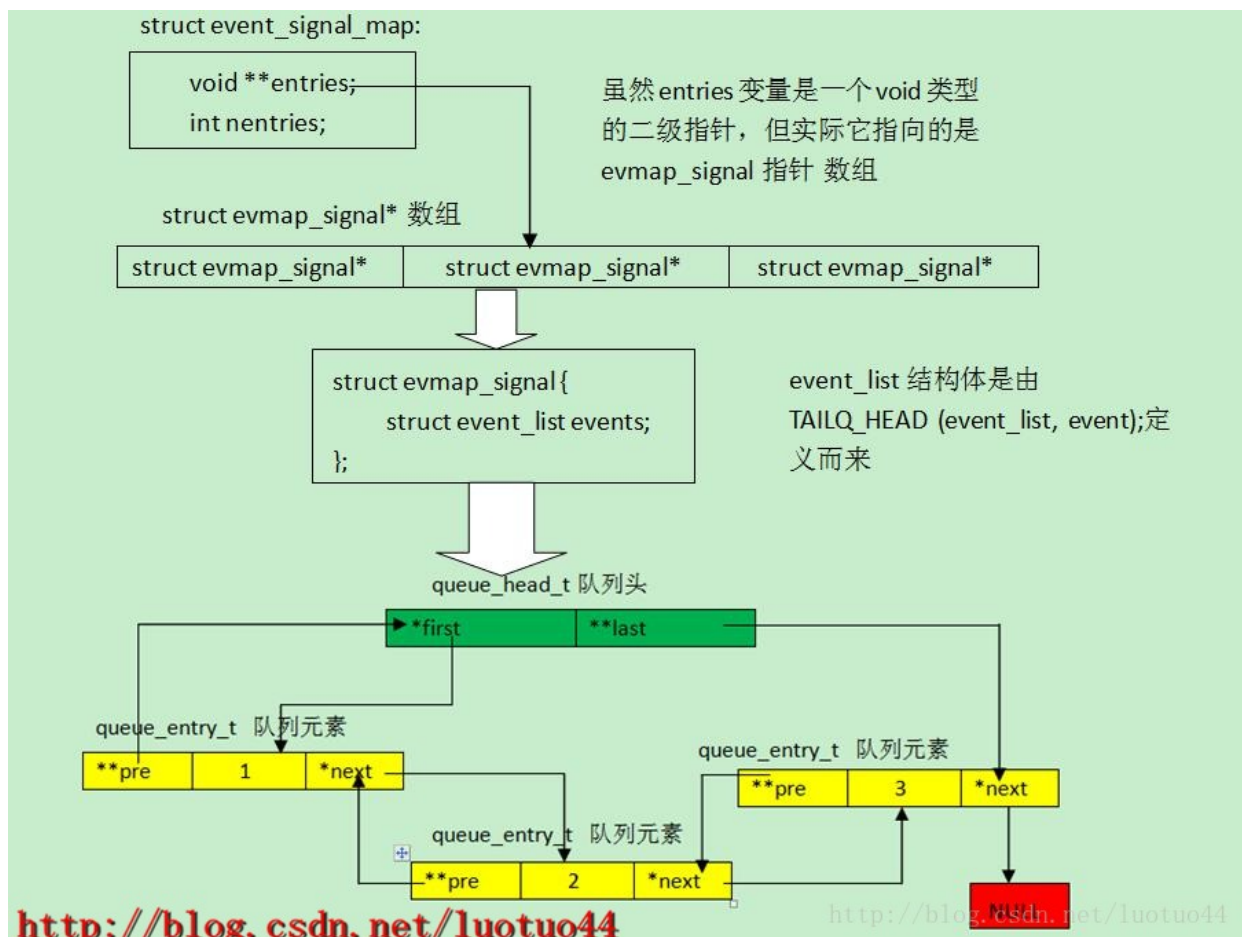 struct event_signal_map:
void **entries;
int nentries;
虽然entries变量是一个void类型
的二级指针，但实际它指向的是
evmap_signal 指针 数组
struct evmap_signal* 数组
struct evmap_signal*
struct evmap_signal*
struct evmap_signal*
struct evmap_signal{
struct event_list events;
};
event_list 结构体是由
TAILQ_HEAD (event_list, event);定
义而来
queue_head_t 队列头
*first
**last
queue_entry_t 队列元素
**pre
1
*next
queue_entry_t 队列元素
**pre
3
*next
queue_entry_t 队列元素
**pre
2
*next
NULL
http://blog.csdn.net/luotuo44
http://blog.csdn.net/luotuo44